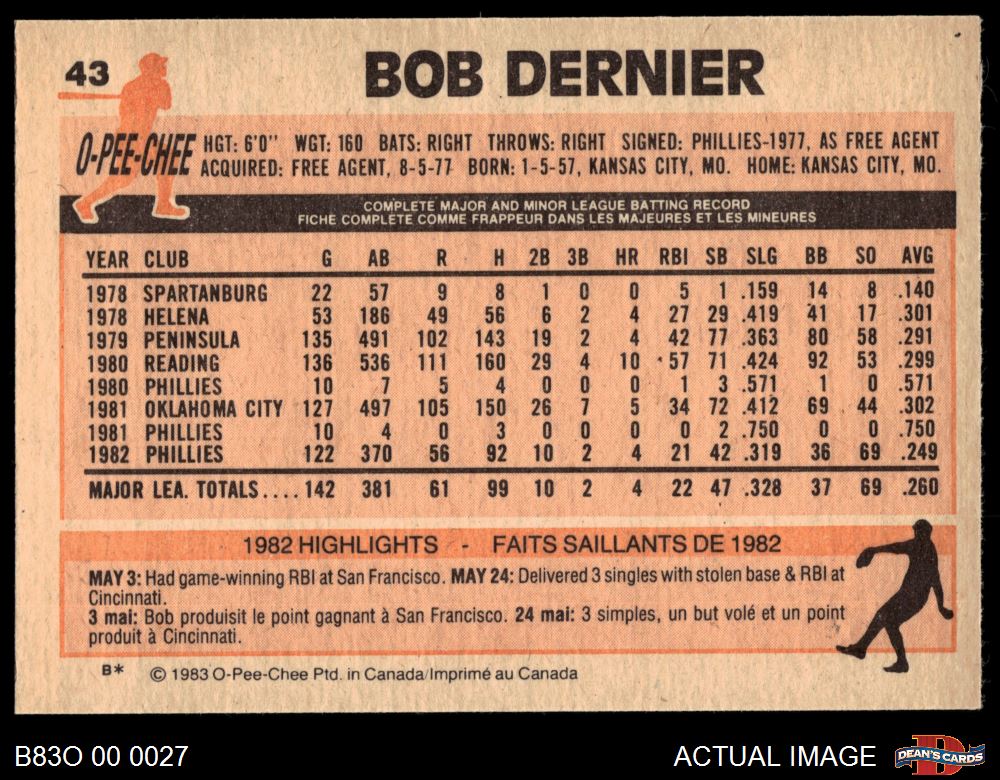 43
BOB DERNIER
O-PEE-CHEE
HGT: 6'0" WGT: 160 BATS: RIGHT THROWS: RIGHT SIGNED: PHILLIES-1977, AS FREE AGENT
ACQUIRED: FREE AGENT, 8-5-77 BORN: 1-5-57, KANSAS CITY, MO. HOME: KANSAS CITY, MO.
COMPLETE MAJOR AND MINOR LEAGUE BATTING RECORD
FICHE COMPLETE COMME FRAPPEUR DANS LES MAJEURES ET LES MINEURES
YEAR CLUB G AB R H 2B 3B HR RBI SB SLG BB SO AVG
1978 SPARTANBURG 22 57 9 8 1 0 0 5 1 .159 14 8 .140
1978 HELENA 53 186 49 56 6 2 4 27 29 .419 41 17 .301
1979 PENINSULA 135 491 102 143 19 2 4 42 77 .363 80 58 .291
1980 READING 136 536 111 160 29 4 10 57 71 .424 92 53 .299
1980 PHILLIES 10 7 5 4 0 0 0 1 3 .571 1 0 .571
1981 OKLAHOMA CITY 127 497 105 150 26 7 5 34 72 .412 69 44 .302
1981 PHILLIES 10 4 0 3 0 0 0 0 2 .750 0 0 .750
1982 PHILLIES 122 370 56 92 10 2 4 21 42 .319 36 69 .249
MAJOR LEA. TOTALS.... 142 381 61 99 10 2 4 22 47 .328 37 69 .260
1982 HIGHLIGHTS - FAITS SAILLANTS DE 1982
MAY 3: Had game-winning RBI at San Francisco. MAY 24: Delivered 3 singles with stolen base & RBI at
Cincinnati.
3 mai: Bob produisit le point gagnant à San Francisco. 24 mai: 3 simples, un but volé et un point
produit à Cincinnati.
B* © 1983 O-Pee-Chee Ptd. in Canada/Imprimé au Canada
B83O 00 0027
ACTUAL IMAGE
DEAN'S CARDS